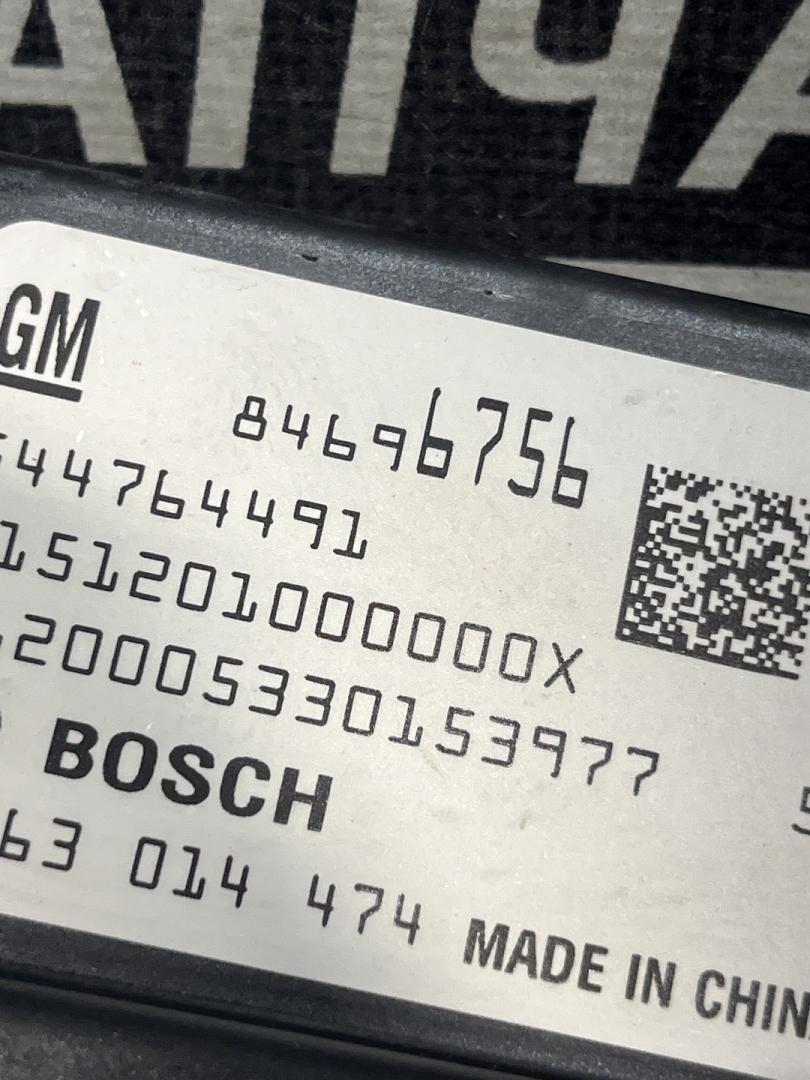 GM
84696756
44764491
151201000000X
20005330153977
BOSCH
63 014 474
MADE IN CHIN